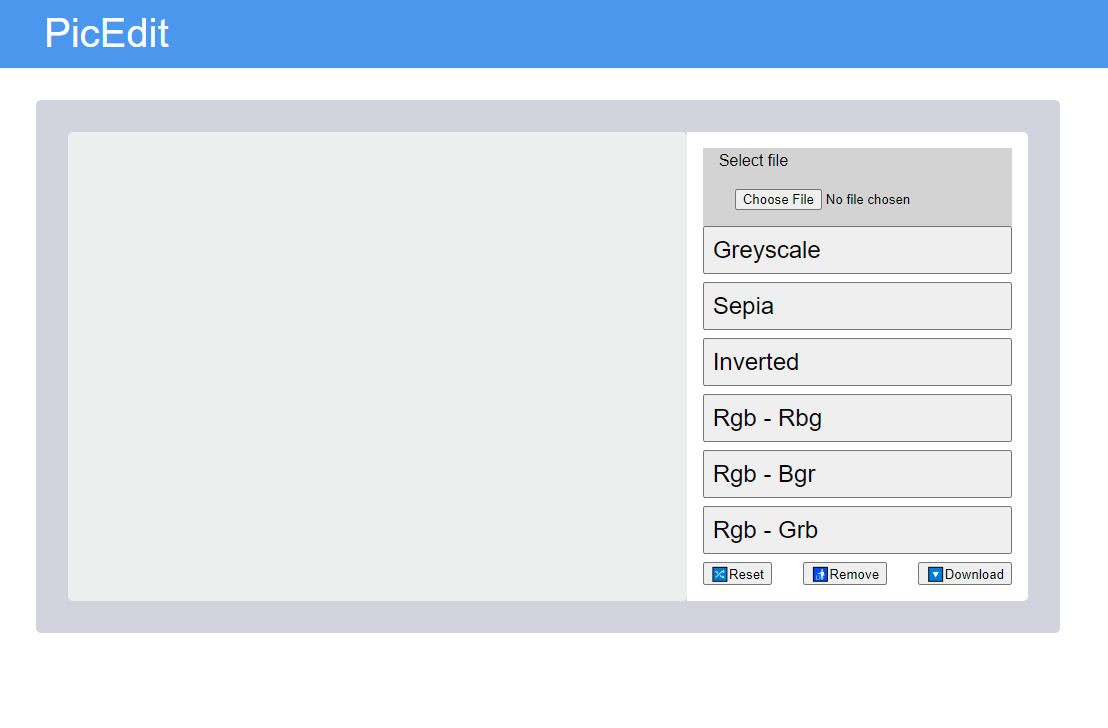 PicEdit
Select file
Choose File No file chosen
Greyscale
Sepia
Inverted
Rgb - Rbg
Rgb - Bgr
Rgb - Grb
Reset Remove Download